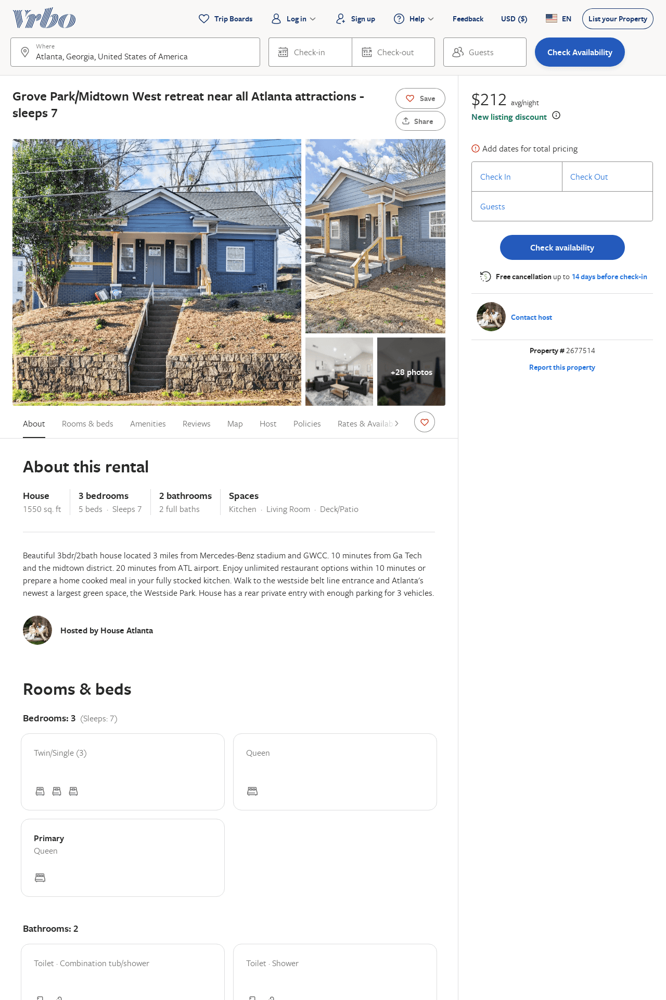 Vrbo
Trip Boards
Log in
Sign up
Help
Feedback
USD ($)
EN
List your Property
Where
Atlanta, Georgia, United States of America
Check-in
Check-out
Guests
Check Availability
Grove Park/Midtown West retreat near all Atlanta attractions -
sleeps 7
Save
Share
+28 photos
$212 avg/night
New listing discount
Add dates for total pricing
Check In
Check Out
Guests
Check availability
Free cancellation up to 14 days before check-in
Contact host
Property # 2677514
Report this property
About
Rooms & beds
Amenities
Reviews
Map
Host
Policies
Rates & Availab
About this rental
House
1550 sq. ft
3 bedrooms
5 beds · Sleeps 7
2 bathrooms
2 full baths
Spaces
Kitchen · Living Room · Deck/Patio
Beautiful 3bdr/2bath house located 3 miles from Mercedes-Benz stadium and GWCC. 10 minutes from Ga Tech
and the midtown district. 20 minutes from ATL airport. Enjoy unlimited restaurant options within 10 minutes or
prepare a home cooked meal in your fully stocked kitchen. Walk to the westside belt line entrance and Atlanta's
newest a largest green space, the Westside Park. House has a rear private entry with enough parking for 3 vehicles.
Hosted by House Atlanta
Rooms & beds
Bedrooms: 3 (Sleeps: 7)
Twin/Single (3)
Queen
Primary
Queen
Bathrooms: 2
Toilet · Combination tub/shower
Toilet · Shower